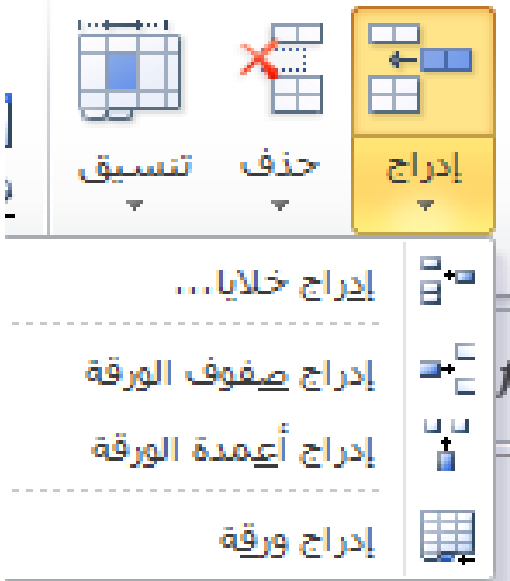 إدراج
حذف
تنسيق
إدراج خلايا...
إدراج صفوف الورقة
إدراج أعمدة الورقة
إدراج ورقة